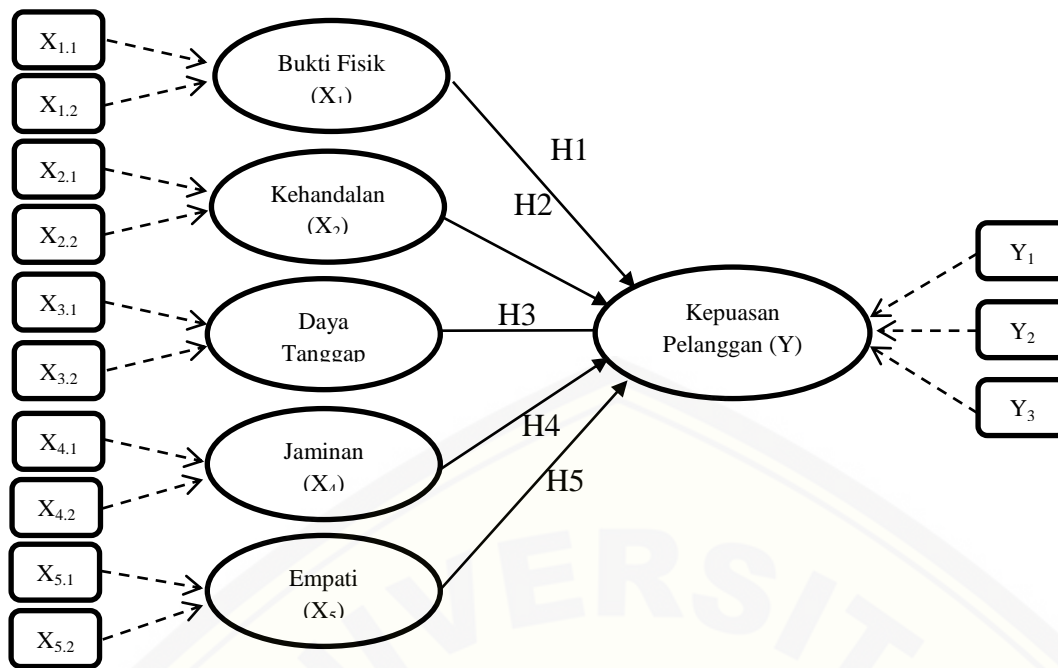 X1.1
X1.2
Bukti Fisik
(X1)
H1
X2.1
X2.2
Kehandalan
(X2)
H2
X3.1
X3.2
Daya
Tanggap
H3
Kepuasan
Pelanggan (Y)
Y1
Y2
Y3
X4.1
X4.2
Jaminan
(X4)
H4
X5.1
X5.2
Empati
(X5)
H5
IVERSIT